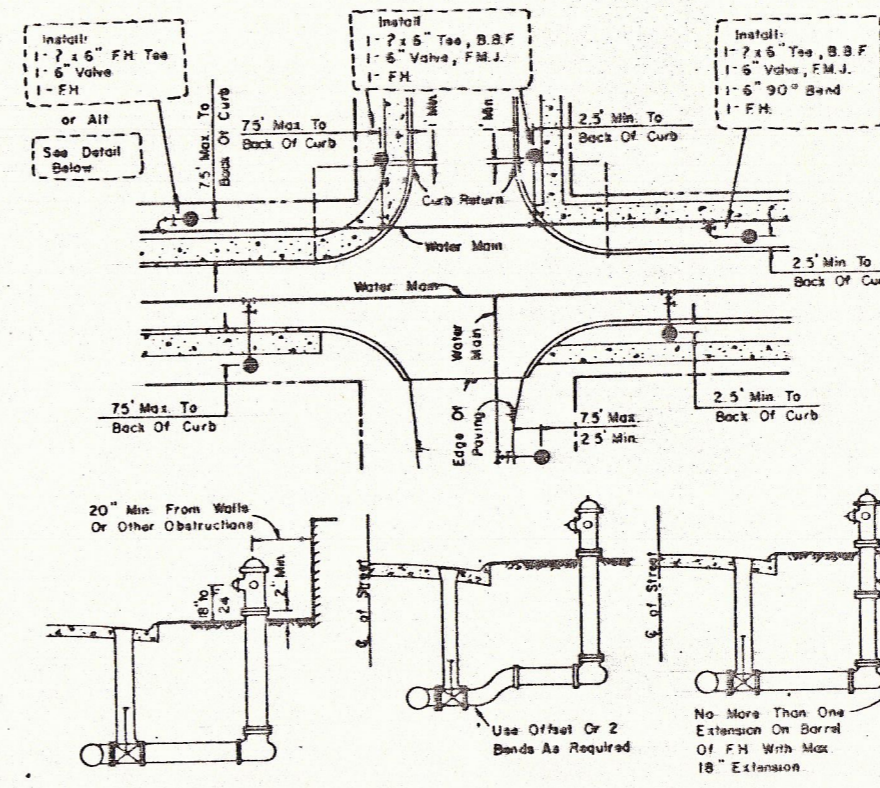 Install:
1- ? x 6" F.H. Tee
1- 6" Valve
1- F.H.
or Alt
See Detail
Below
7.5' Max. To
Back Of Curb
Install
1- ? x 6" Tee, B.B.F.
1- 6" Valve, F.M.J.
1- F.H.
7.5' Max. To
Back Of Curb
1' Min
1' Min
2.5' Min. To
Back Of Curb
Install:
1- ? x 6" Tee, B.B.F.
1- 6" Valve, F.M.J.
1- 6" 90° Bend
1- F.H.
Curb Return
Water Main
Water Main
Water
Main
2.5' Min To
Back Of Cu
7.5' Max. To
Back Of Curb
Edge Of
Paving
7.5' Max.
2.5' Min.
2.5' Min. To
Back Of Curb
20" Min. From Walls
Or Other Obstructions
18" to
24
2" Min.
℄ of Street
Use Offset Or 2
Bends As Required
℄ of Street
No More Than One
Extension On Barrel
Of F.H. With Max.
18" Extension.